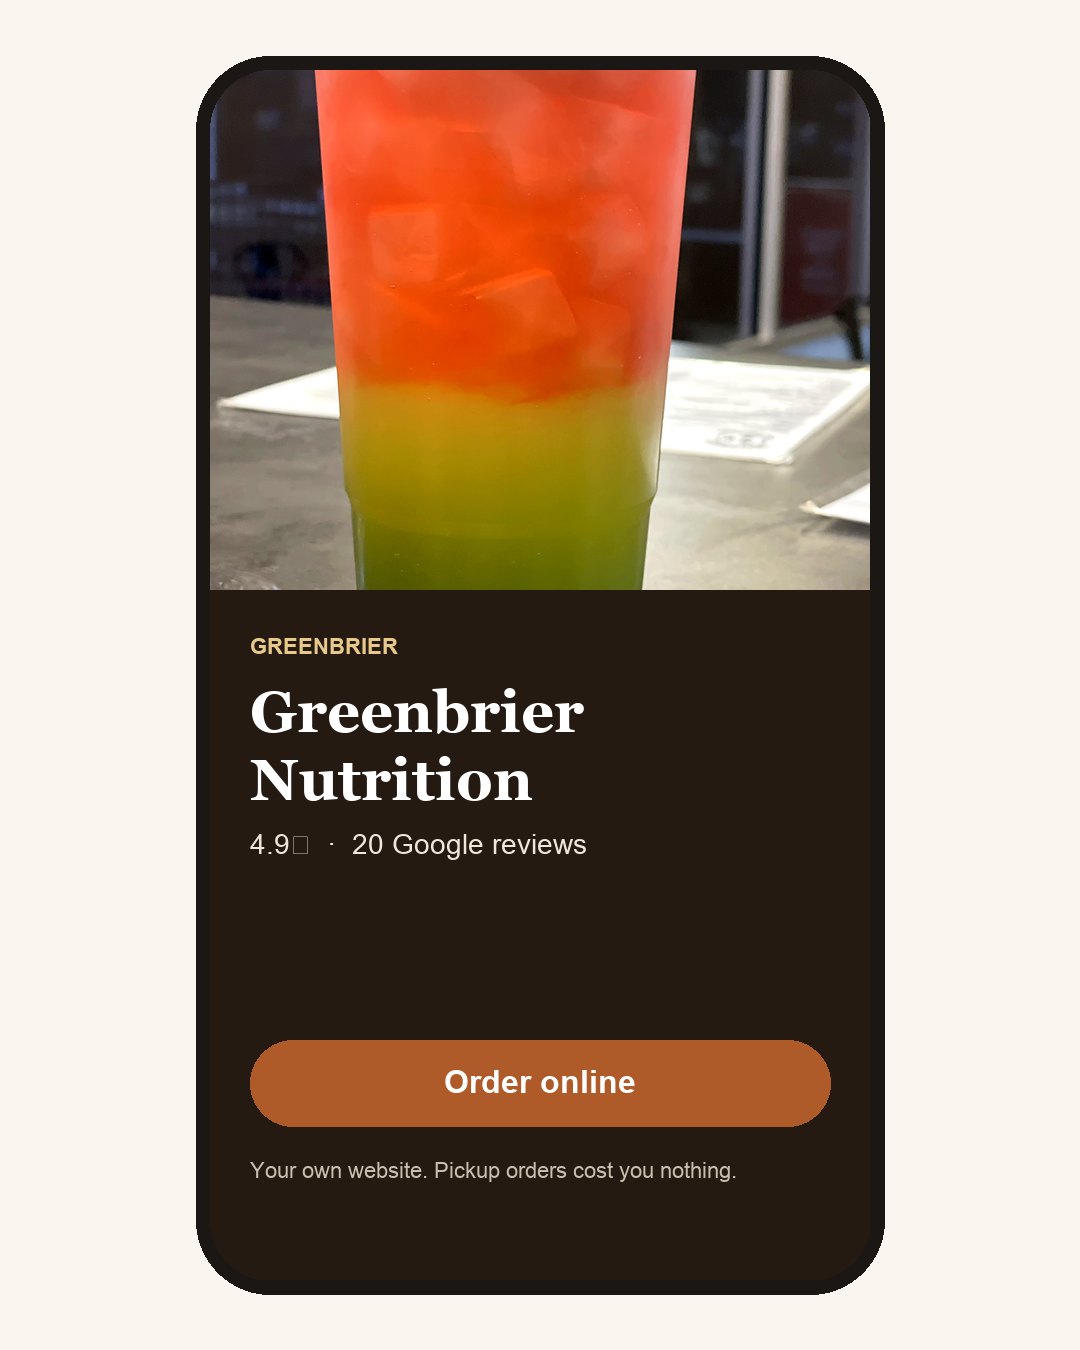 GREENBRIER
Greenbrier
Nutrition
4.9□ · 20 Google reviews
Order online
Your own website. Pickup orders cost you nothing.